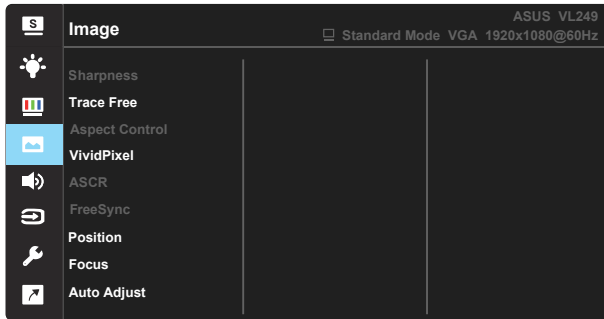 S
Image
ASUS VL249
Standard Mode VGA 1920x1080@60Hz
Sharpness
Trace Free
Aspect Control
VividPixel
ASCR
FreeSync
Position
Focus
Auto Adjust